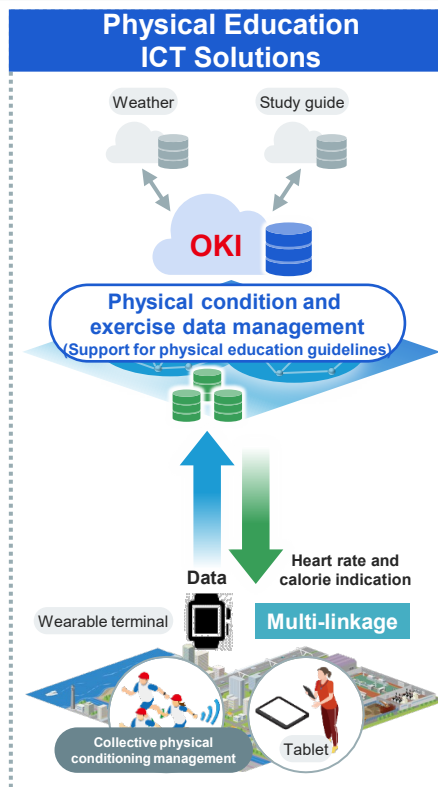 Physical Education
ICT Solutions
Weather
Study guide
OKI
Physical condition and
exercise data management
(Support for physical education guidelines)
Heart rate and
calorie indication
Data
Wearable terminal
Multi-linkage
Collective physical
conditioning management
Tablet